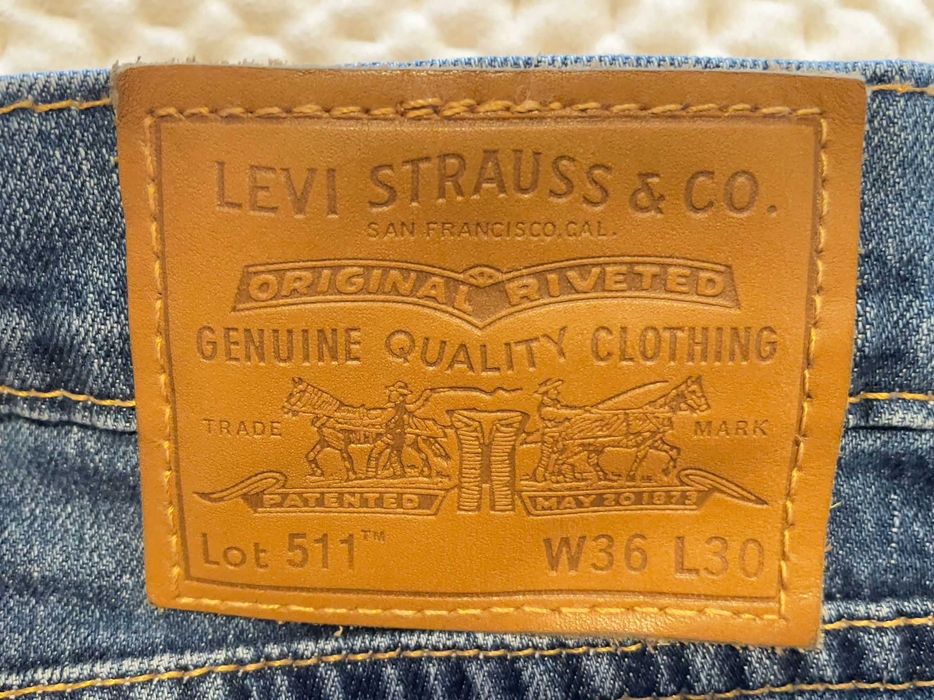 LEVI STRAUSS & CO.
SAN FRANCISCO, CAL.
ORIGINAL RIVETED
GENUINE QUALITY CLOTHING
TRADE MARK
PATENTED MAY 20 1873
Lot 511™ W36 L30